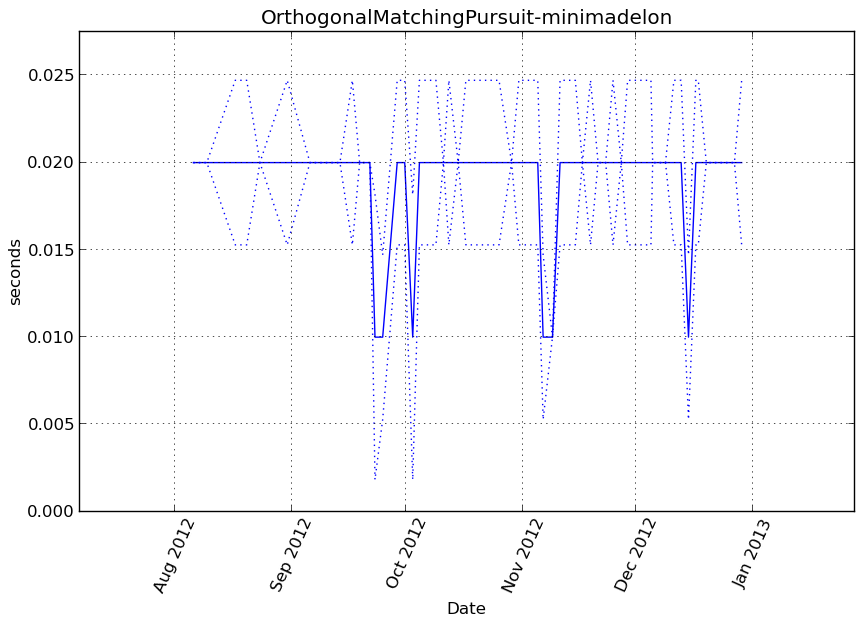 OrthogonalMatchingPursuit-minimadelon
0.025
0.020
0.015
0.010
0.005
0.000
seconds
Aug 2012
Sep 2012
Oct 2012
Nov 2012
Dec 2012
Jan 2013
Date